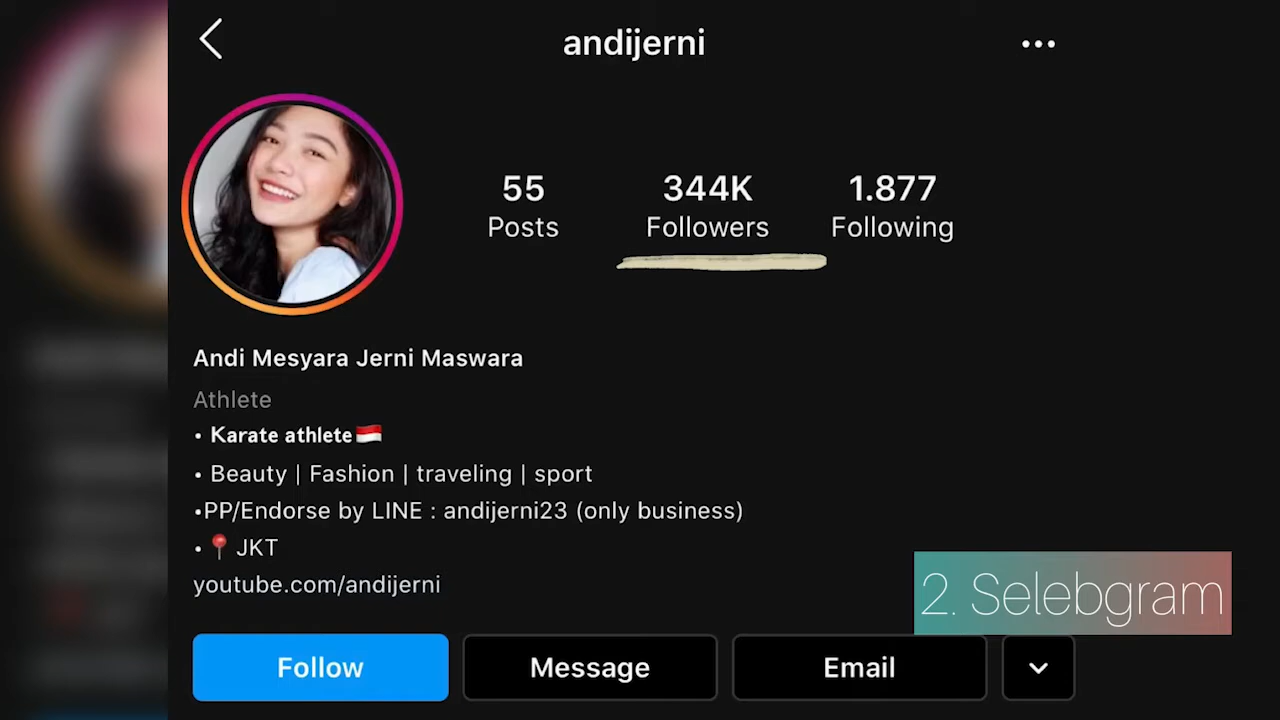 andijerni
55 344K 1.877
Posts Followers Following
Andi Mesyara Jerni Maswara
Athlete
• Karate athlete🇮🇩
• Beauty | Fashion | traveling | sport
•PP/Endorse by LINE : andijerni23 (only business)
• 📍 JKT
youtube.com/andijerni
2. Selebgram
Follow Message Email